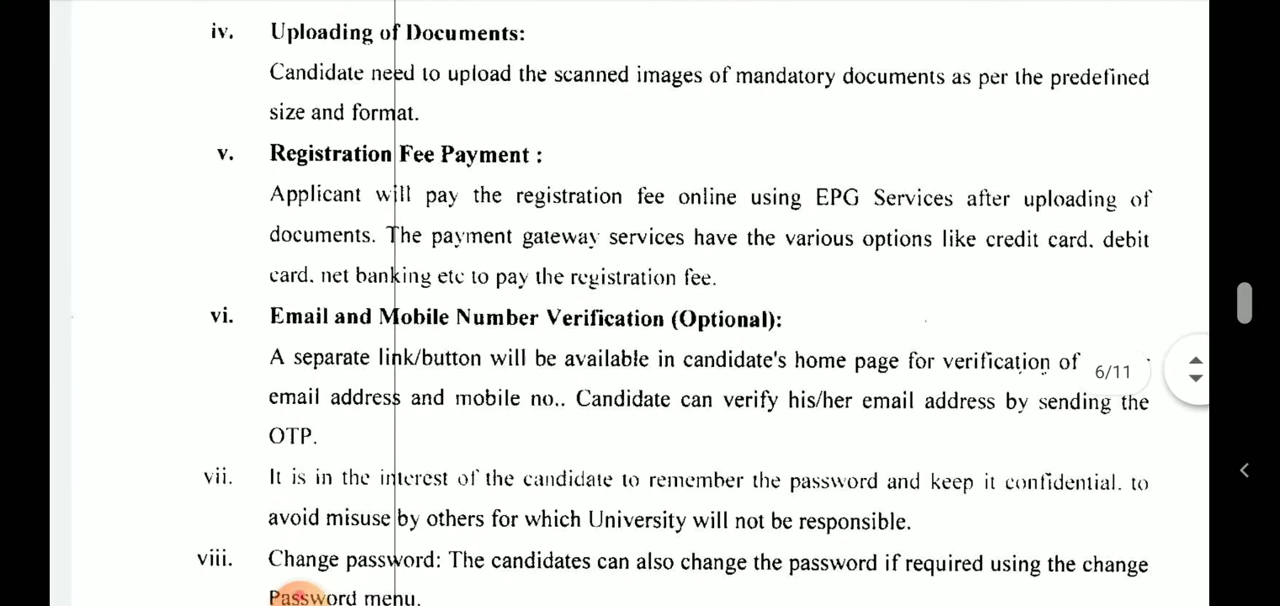 iv. Uploading of Documents:
Candidate need to upload the scanned images of mandatory documents as per the predefined
size and format.
v. Registration Fee Payment :
Applicant will pay the registration fee online using EPG Services after uploading of
documents. The payment gateway services have the various options like credit card, debit
card, net banking etc to pay the registration fee.
vi. Email and Mobile Number Verification (Optional):
A separate link/button will be available in candidate's home page for verification of
6/11
email address and mobile no.. Candidate can verify his/her email address by sending the
OTP.
vii. It is in the interest of the candidate to remember the password and keep it confidential, to
avoid misuse by others for which University will not be responsible.
viii. Change password: The candidates can also change the password if required using the change
Password menu.